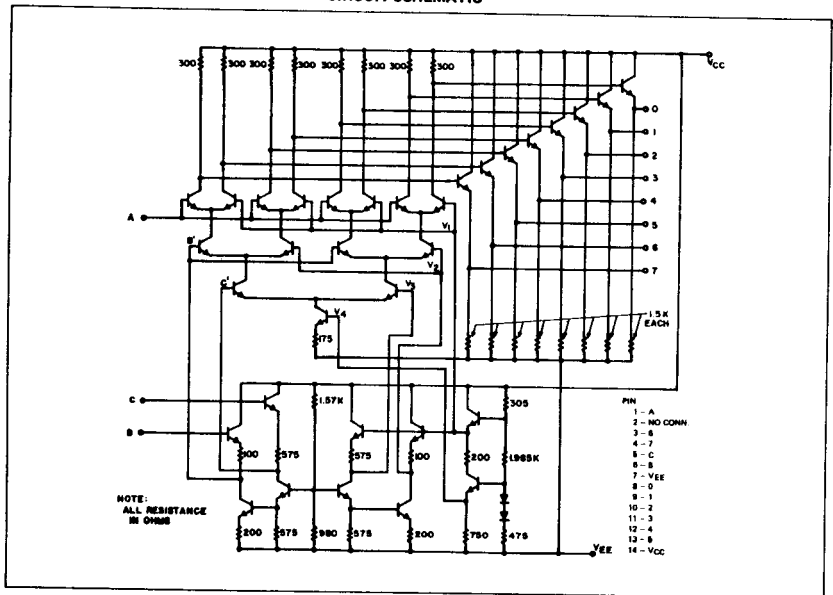 CIRCUIT SCHEMATIC
VCC
300
300
300
300
300
300
300
300
0
1
2
3
4
5
6
7
A
V1
B'
V2
C'
V3
V4
175
1.5K
EACH
C
B
1.57K
305
100
575
575
100
200
1.985K
200
575
980
575
200
750
475
VEE
NOTE:
ALL RESISTANCE
IN OHMS
PIN
1 - A
2 - NO CONN.
3 - 6
4 - 7
5 - C
6 - B
7 - VEE
8 - 0
9 - 1
10 - 2
11 - 3
12 - 4
13 - 5
14 - VCC